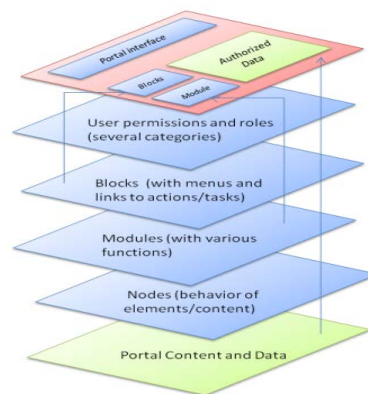 Portal interface
Authorized
Data
Blocks
Module
User permissions and roles
(several categories)
Blocks (with menus and
links to actions/tasks)
Modules (with various
functions)
Nodes (behavior of
elements/content)
Portal Content and Data